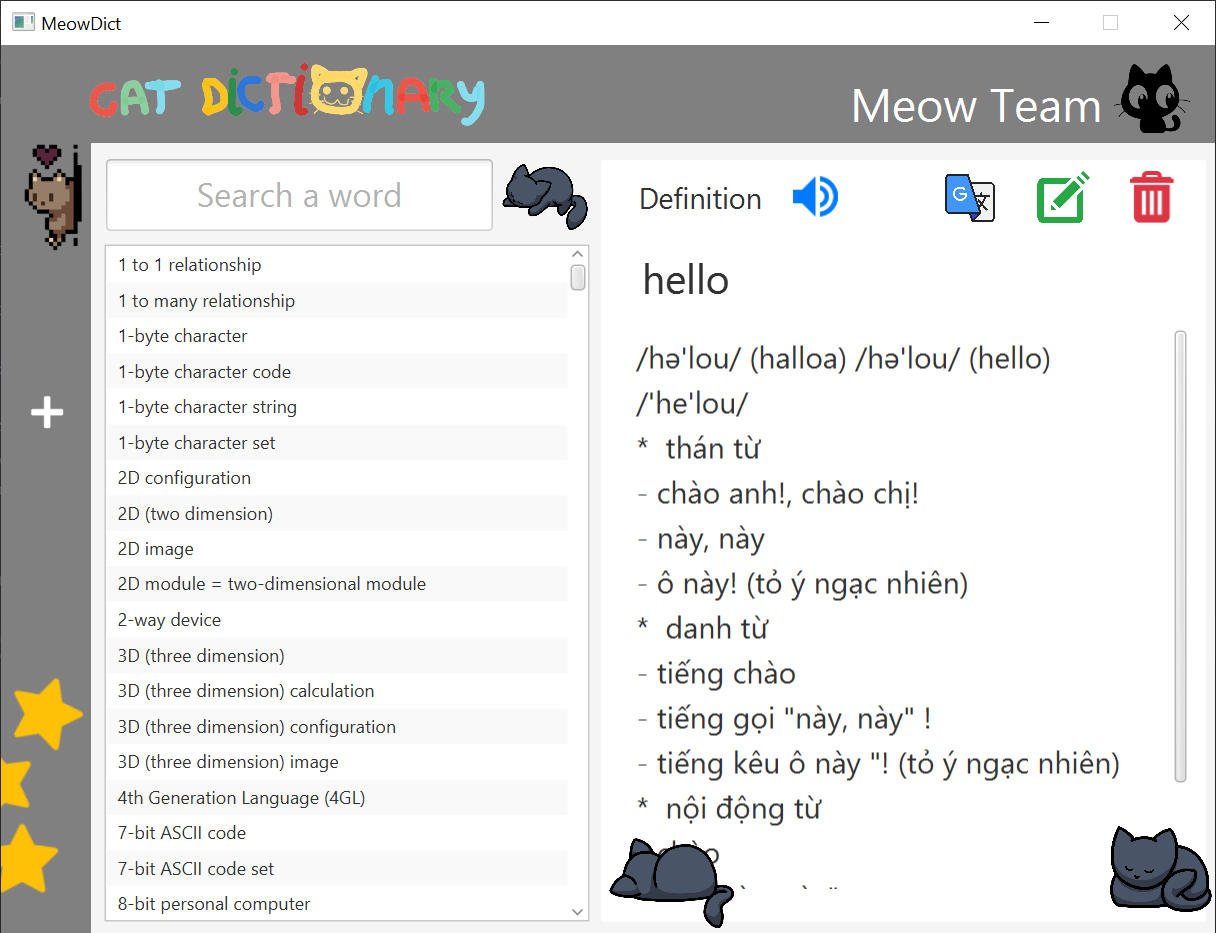 MeowDict
CAT DICTIONARY
Meow Team
Search a word
Definition
G 文
hello
1 to 1 relationship
1 to many relationship
1-byte character
1-byte character code
1-byte character string
1-byte character set
2D configuration
2D (two dimension)
2D image
2D module = two-dimensional module
2-way device
3D (three dimension)
3D (three dimension) calculation
3D (three dimension) configuration
3D (three dimension) image
4th Generation Language (4GL)
7-bit ASCII code
7-bit ASCII code set
8-bit personal computer
/hə'lou/ (halloa) /hə'lou/ (hello)
/'he'lou/
* thán từ
- chào anh!, chào chị!
- này, này
- ô này! (tỏ ý ngạc nhiên)
* danh từ
- tiếng chào
- tiếng gọi "này, này" !
- tiếng kêu ô này "! (tỏ ý ngạc nhiên)
* nội động từ